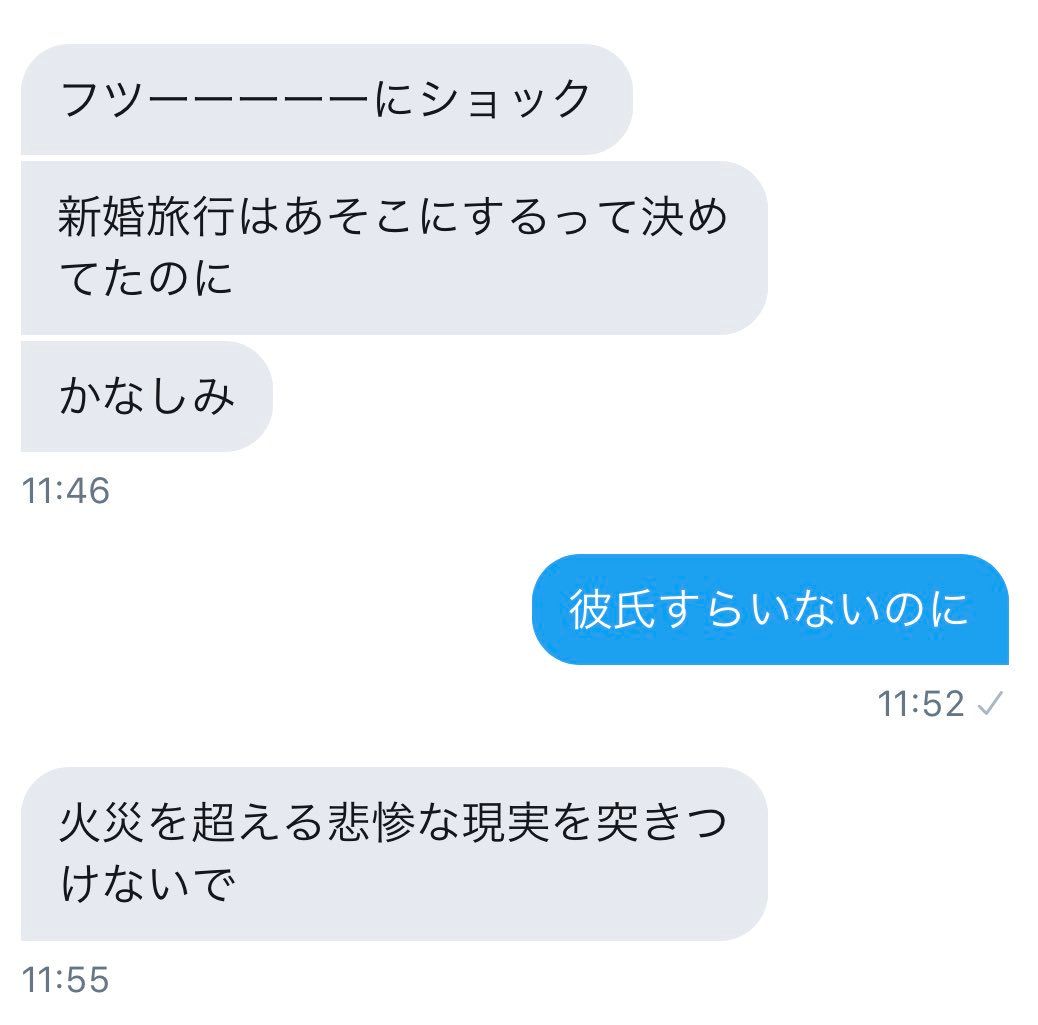 フツーーーーーにショック
新婚旅行はあそこにするって決め
てたのに
かなしみ
11:46
彼氏すらいないのに
11:52
火災を超える悲惨な現実を突きつ
けないで
11:55